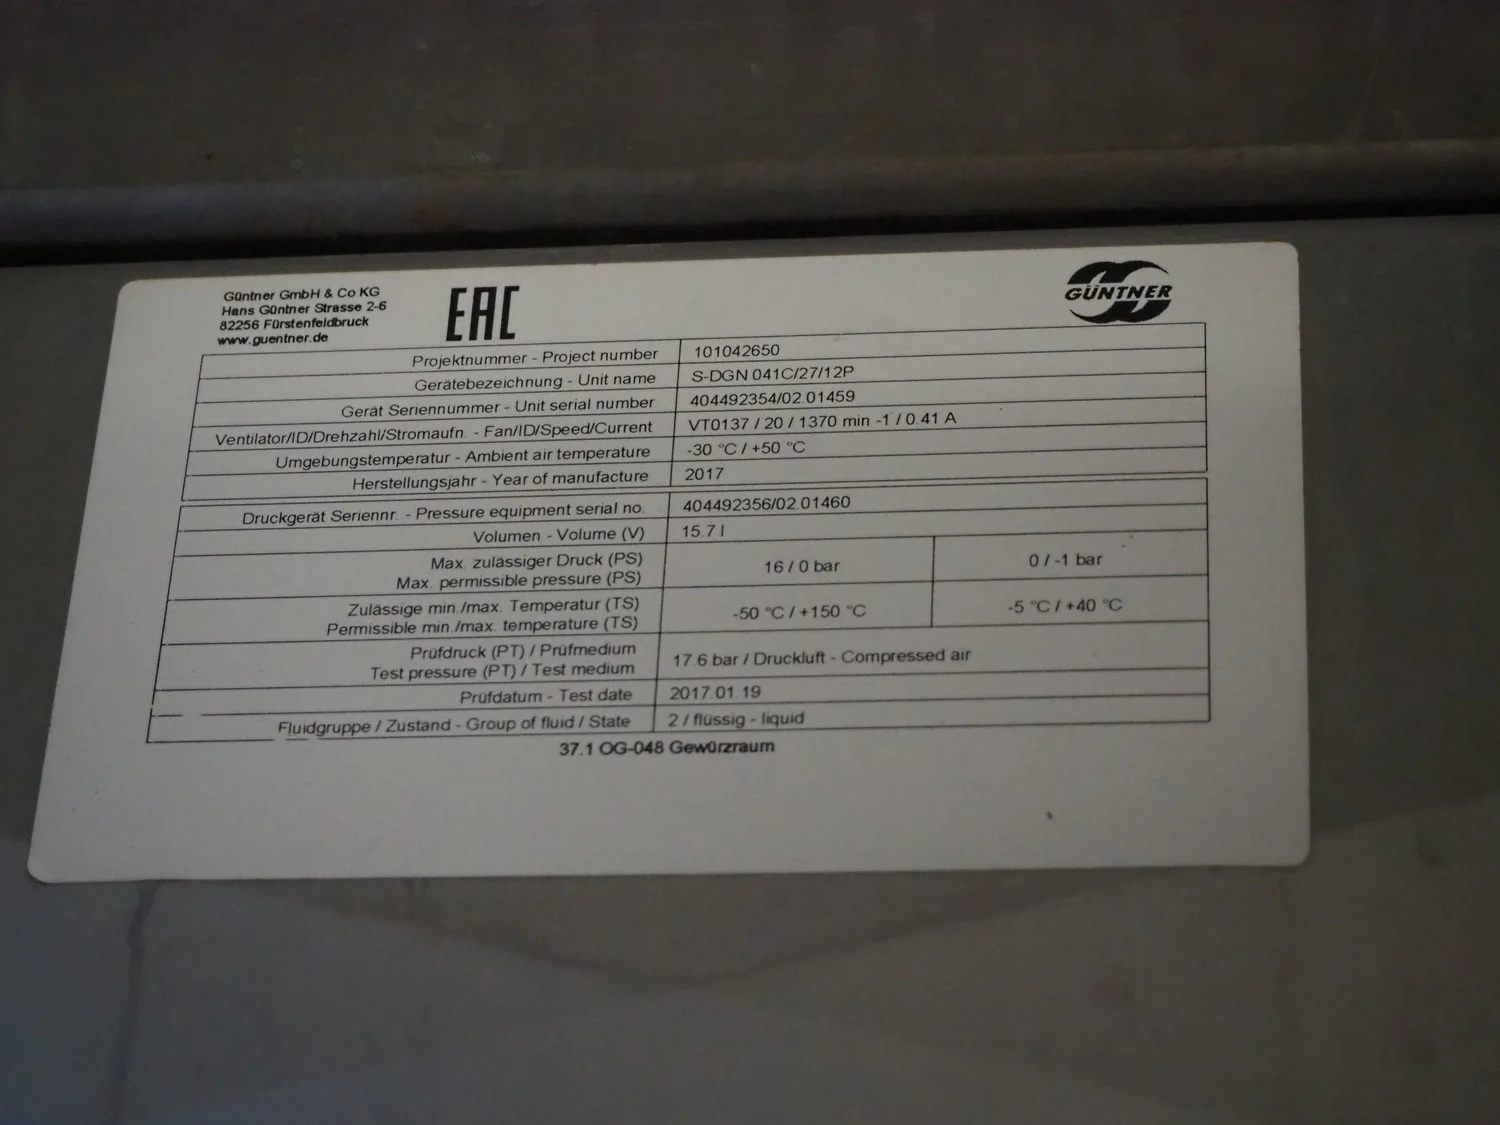 Güntner GmbH & Co KG
Hans Güntner Strasse 2-6
82256 Fürstenfeldbruck
www.guentner.de
EAC
GÜNTNER
Projektnummer - Project number 101042650
Gerätebezeichnung - Unit name S-DGN 041C/27/12P
Gerät Seriennummer - Unit serial number 404492354/02.01459
Ventilator/ID/Drehzahl/Stromaufn. - Fan/ID/Speed/Current VT0137 / 20 / 1370 min -1 / 0.41 A
Umgebungstemperatur - Ambient air temperature -30 °C / +50 °C
Herstellungsjahr - Year of manufacture 2017
Druckgerät Seriennr. - Pressure equipment serial no. 404492356/02.01460
Volumen - Volume (V) 15.7 l
Max. zulässiger Druck (PS)
Max. permissible pressure (PS) 16 / 0 bar 0 / -1 bar
Zulässige min./max. Temperatur (TS)
Permissible min./max. temperature (TS) -50 °C / +150 °C -5 °C / +40 °C
Prüfdruck (PT) / Prüfmedium
Test pressure (PT) / Test medium 17.6 bar / Druckluft - Compressed air
Prüfdatum - Test date 2017.01.19
Fluidgruppe / Zustand - Group of fluid / State 2 / flüssig - liquid
37.1 OG-048 Gewürzraum